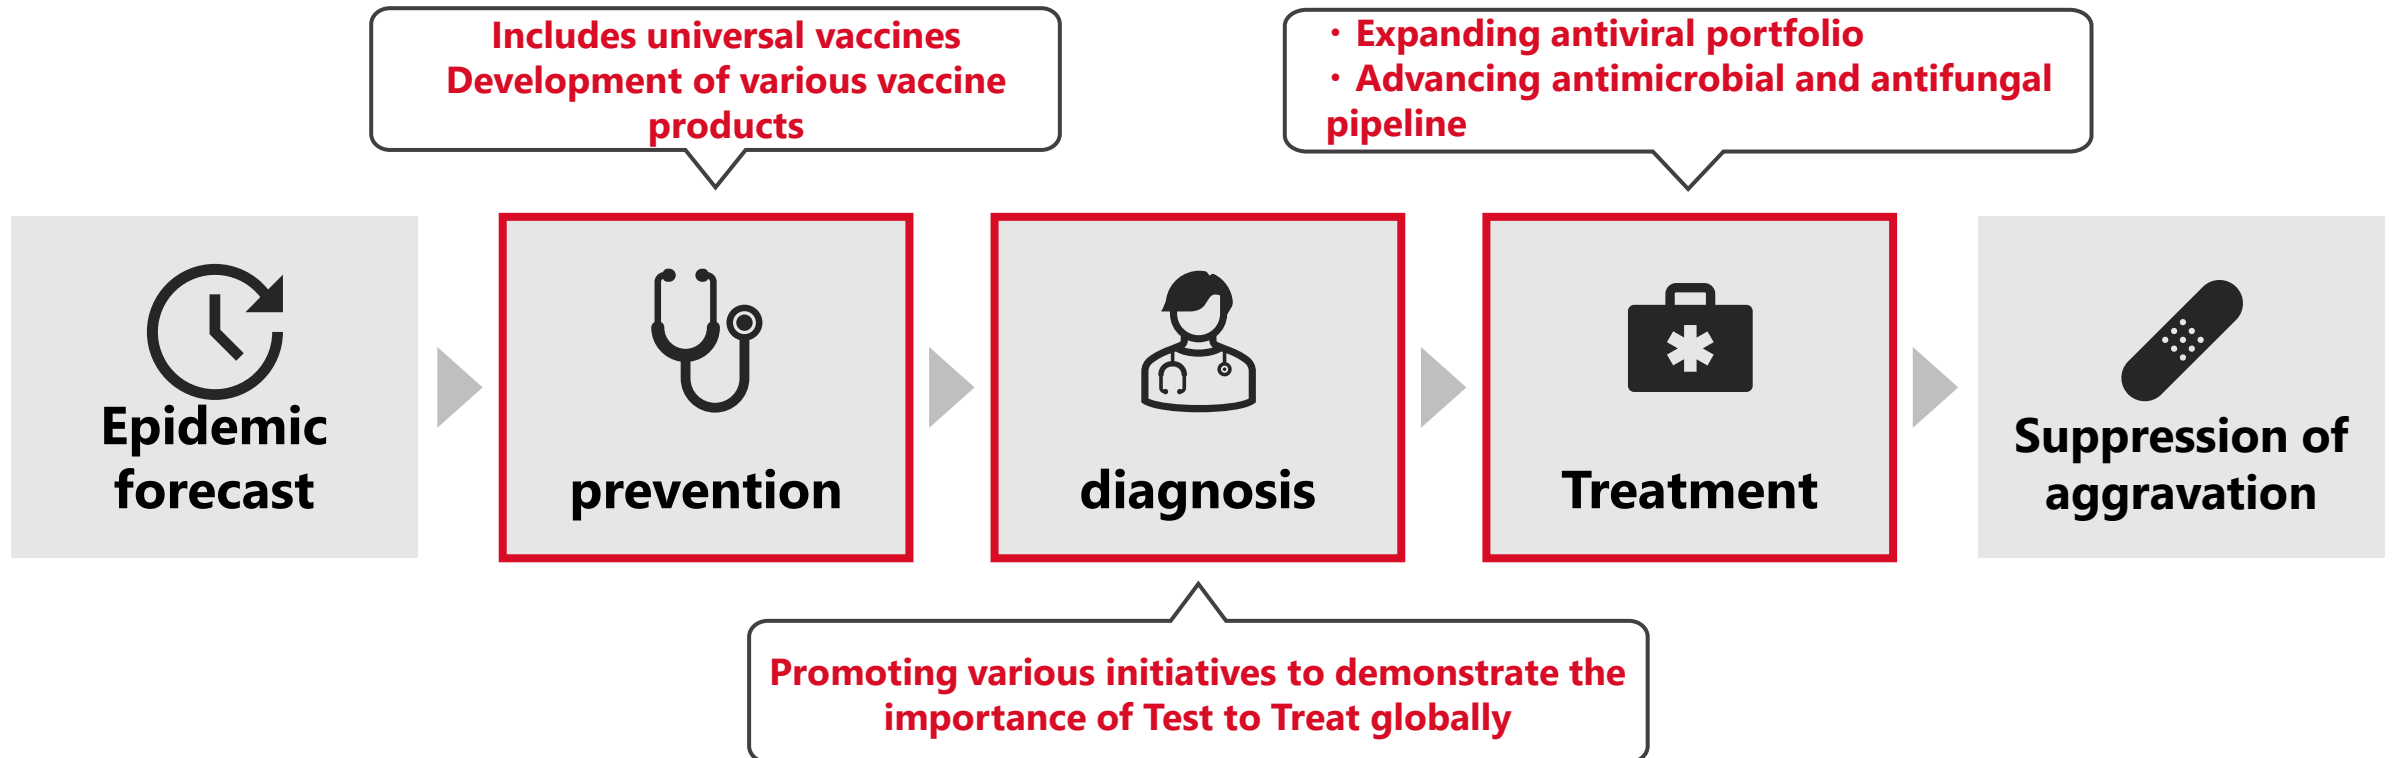 Includes universal vaccines
Development of various vaccine
products
・Expanding antiviral portfolio
・Advancing antimicrobial and antifungal
pipeline
Epidemic
forecast
prevention
diagnosis
Treatment
Suppression of
aggravation
Promoting various initiatives to demonstrate the
importance of Test to Treat globally